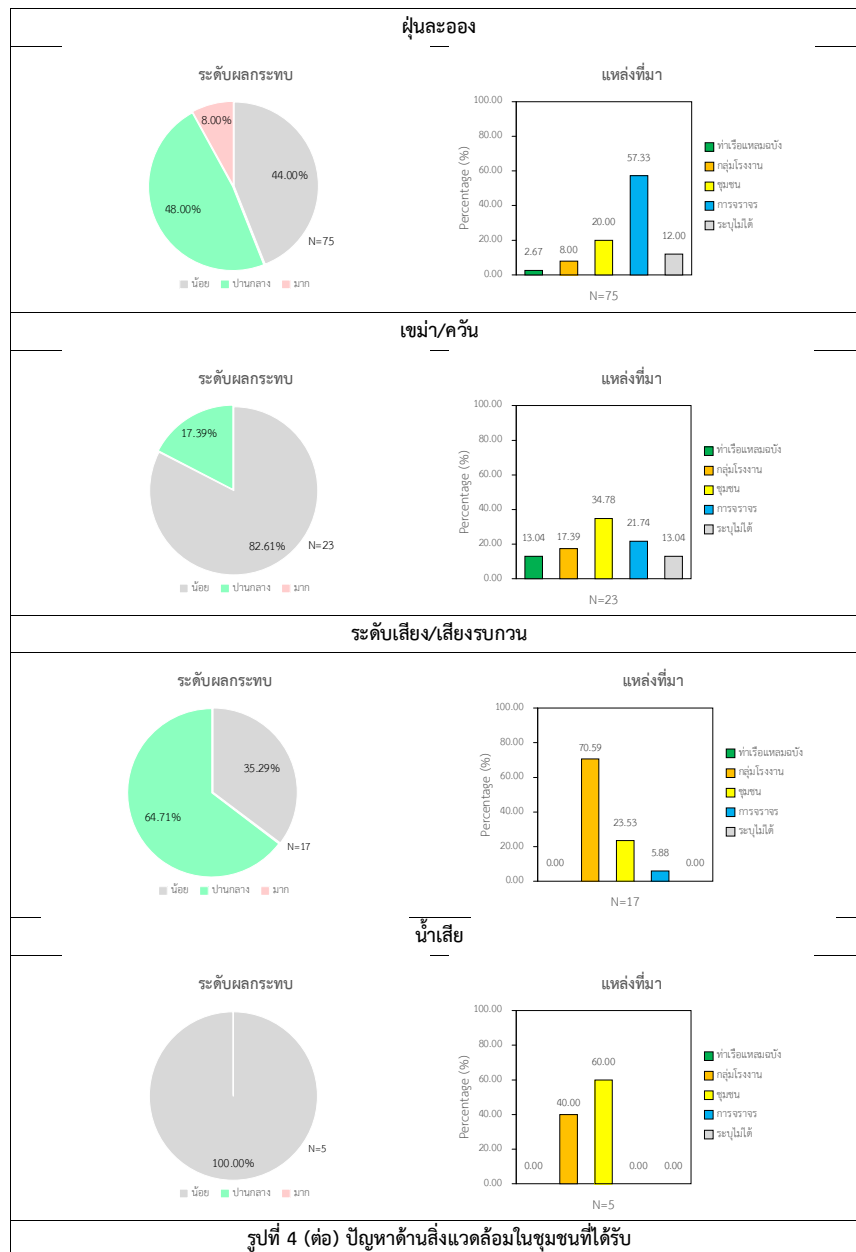 ฝุ่นละออง
ระดับผลกระทบ
8.00%
44.00%
48.00%
N=75
น้อย ปานกลาง มาก
แหล่งที่มา
Percentage (%)
100.00
80.00
60.00
40.00
20.00
0.00
2.67
8.00
20.00
57.33
12.00
N=75
ท่าเรือแหลมฉบัง
กลุ่มโรงงาน
ชุมชน
การจราจร
ระบุไม่ได้
เขม่า/ควัน
ระดับผลกระทบ
17.39%
82.61%
N=23
น้อย ปานกลาง มาก
แหล่งที่มา
Percentage (%)
100.00
80.00
60.00
40.00
20.00
0.00
13.04
17.39
34.78
21.74
13.04
N=23
ท่าเรือแหลมฉบัง
กลุ่มโรงงาน
ชุมชน
การจราจร
ระบุไม่ได้
ระดับเสียง/เสียงรบกวน
ระดับผลกระทบ
35.29%
64.71%
N=17
น้อย ปานกลาง มาก
แหล่งที่มา
Percentage (%)
100.00
80.00
60.00
40.00
20.00
0.00
0.00
70.59
23.53
5.88
0.00
N=17
ท่าเรือแหลมฉบัง
กลุ่มโรงงาน
ชุมชน
การจราจร
ระบุไม่ได้
น้ำเสีย
ระดับผลกระทบ
100.00%
N=5
น้อย ปานกลาง มาก
แหล่งที่มา
Percentage (%)
100.00
80.00
60.00
40.00
20.00
0.00
0.00
40.00
60.00
0.00
0.00
N=5
ท่าเรือแหลมฉบัง
กลุ่มโรงงาน
ชุมชน
การจราจร
ระบุไม่ได้
รูปที่ 4 (ต่อ) ปัญหาด้านสิ่งแวดล้อมในชุมชนที่ได้รับ